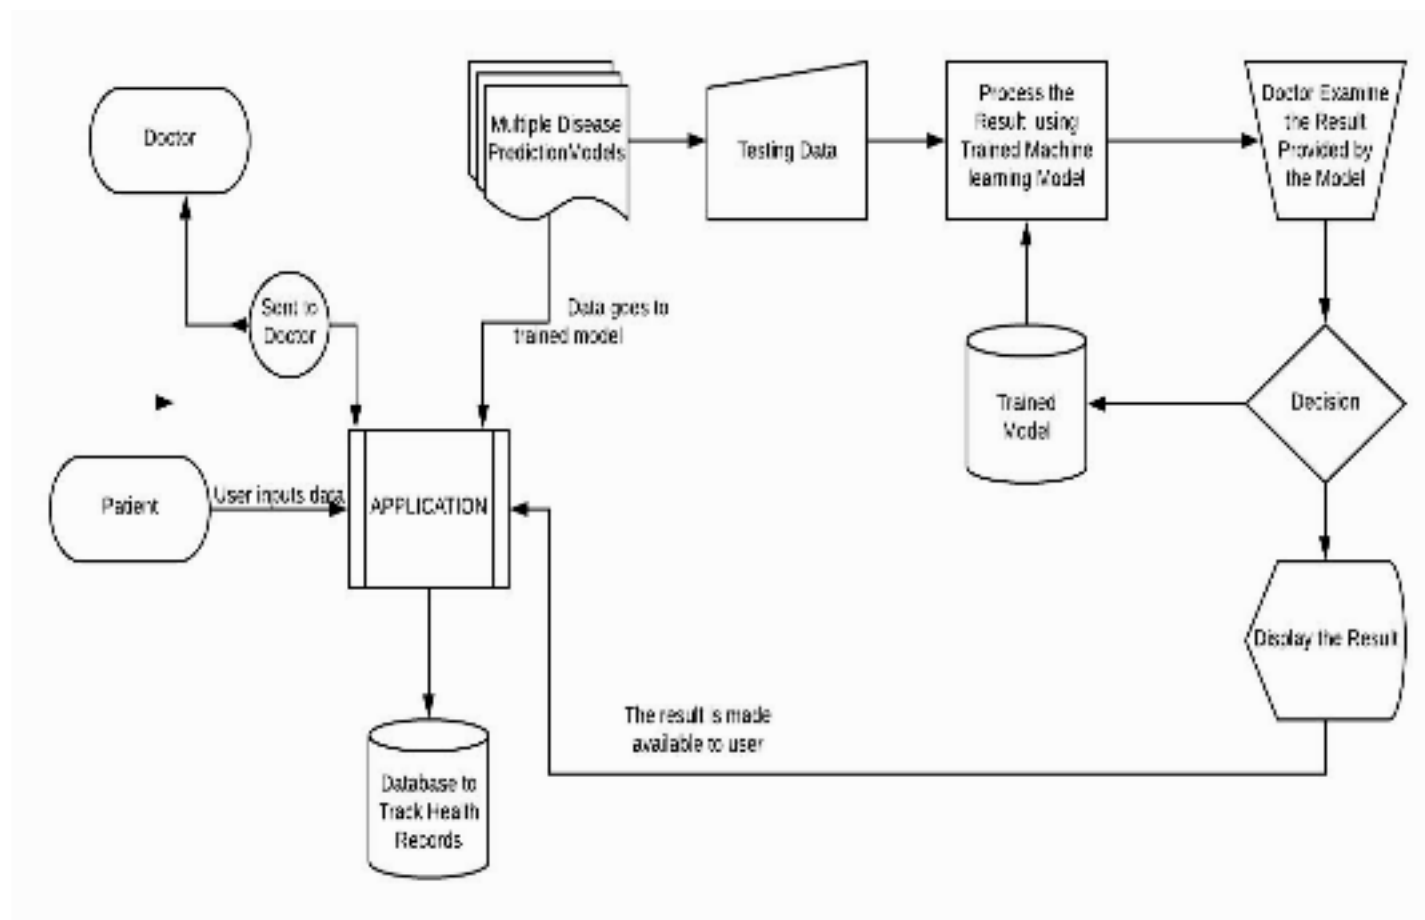 Doctor
Multiple Disease
PredictionModels
Testing Data
Process the
Result using
Trained Machine
learning Model
Doctor Examine
the Result
Provided by
the Model
Sent to
Doctor
Data goes to
trained model
Trained
Model
Decision
Patient
User inputs data
APPLICATION
Display the Result
The result is made
available to user
Database to
Track Health
Records